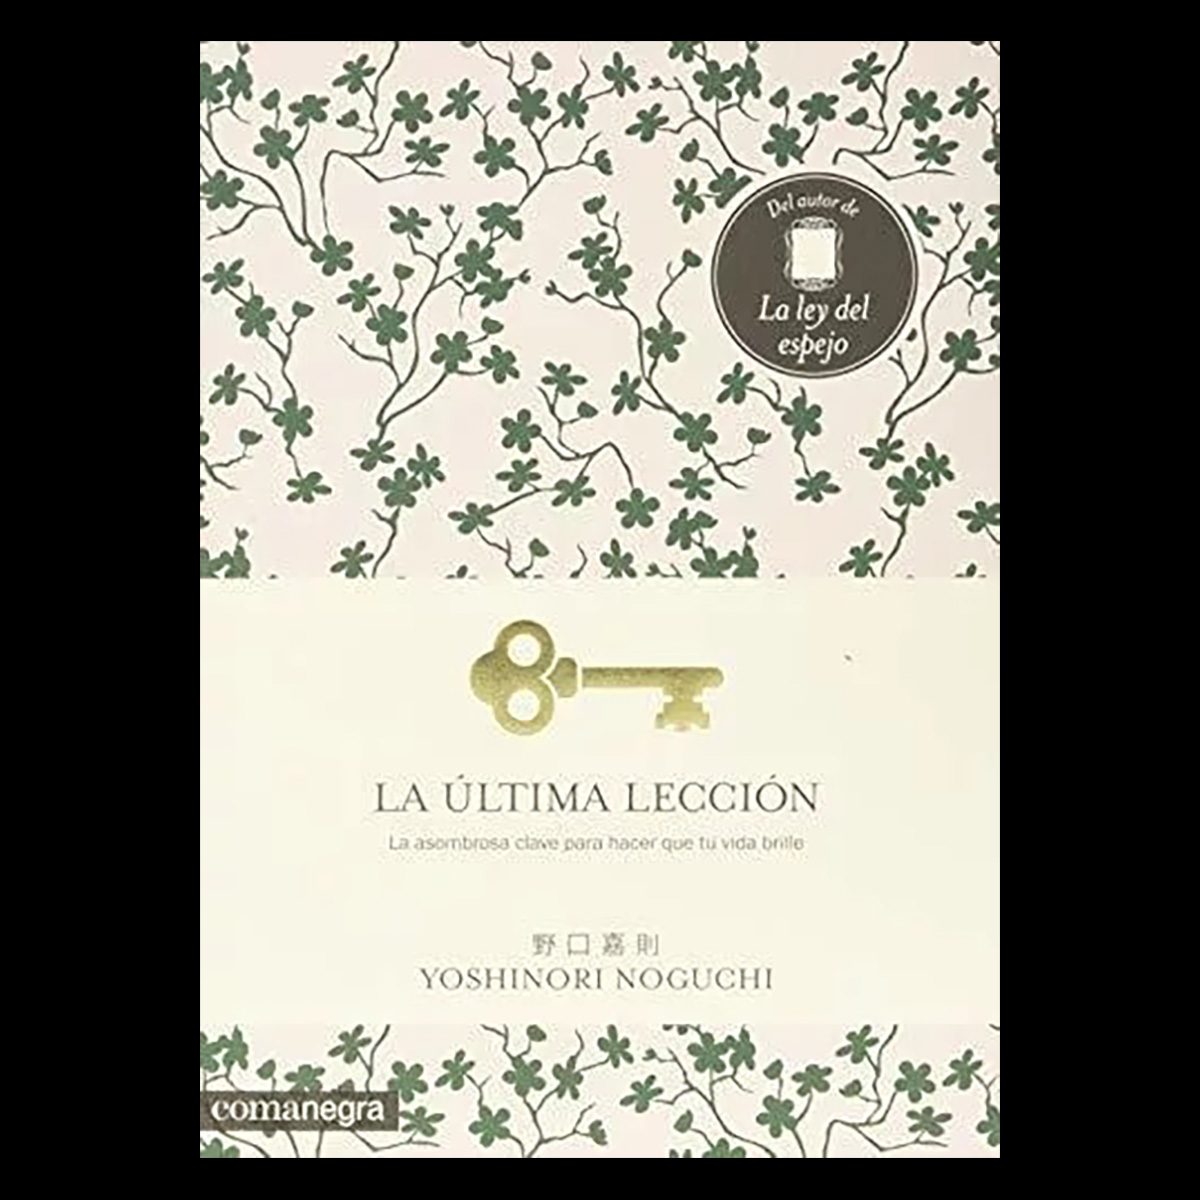 Del autor de
La ley del
espejo
LA ÚLTIMA LECCIÓN
La asombrosa clave para hacer que tu vida brille
野口嘉則
YOSHINORI NOGUCHI
comanegra